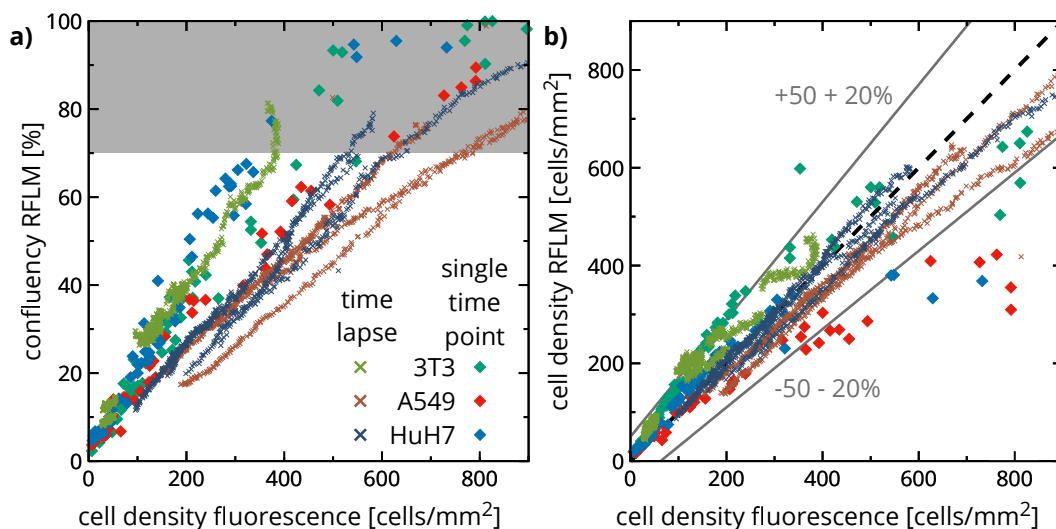 a)
confluency RFLM [%]
100
80
60
40
20
0
0 200 400 600 800
cell density fluorescence [cells/mm²]
time lapse
single time point
3T3
A549
HuH7
b)
cell density RFLM [cells/mm²]
800
600
400
200
0
0 200 400 600 800
cell density fluorescence [cells/mm²]
+50 + 20%
-50 - 20%